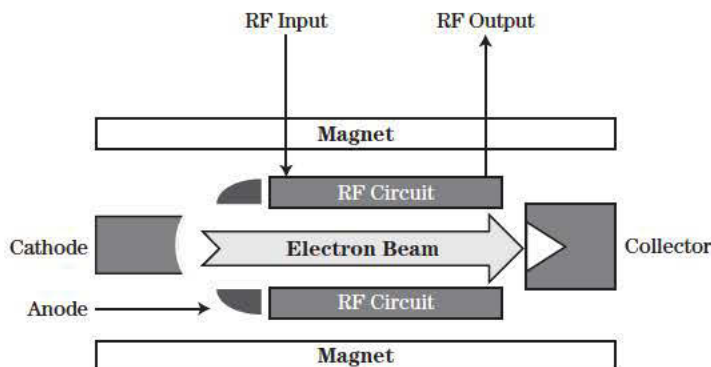 RF Input
RF Output
Magnet
RF Circuit
Cathode
Electron Beam
Collector
Anode
RF Circuit
Magnet